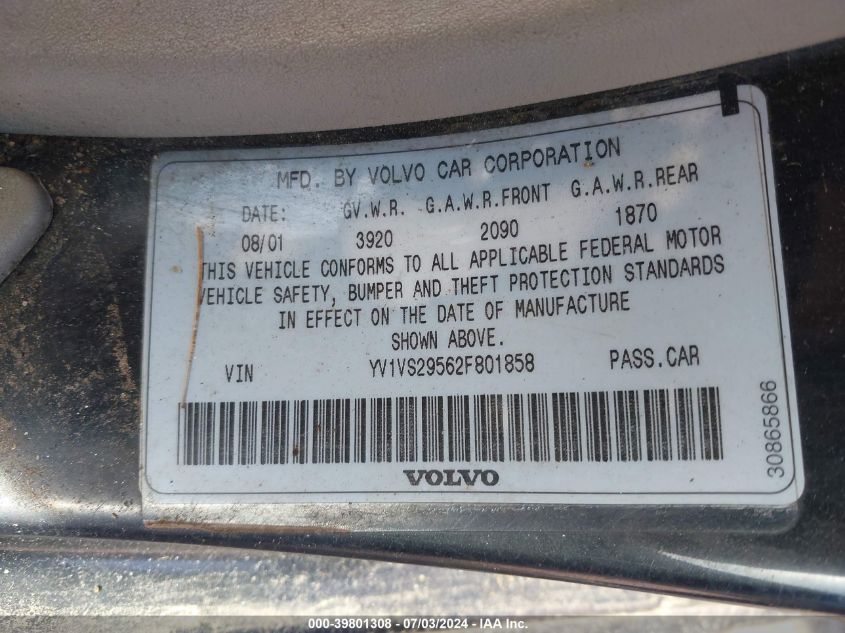 MFD. BY VOLVO CAR CORPORATION
DATE: GV.W.R. G.A.W.R.FRONT G.A.W.R.REAR
08/01 3920 2090 1870
THIS VEHICLE CONFORMS TO ALL APPLICABLE FEDERAL MOTOR
VEHICLE SAFETY, BUMPER AND THEFT PROTECTION STANDARDS
IN EFFECT ON THE DATE OF MANUFACTURE
SHOWN ABOVE.
VIN YV1VS29562F801858 PASS.CAR
VOLVO
30865866
000-39801308 - 07/03/2024 - IAA Inc.